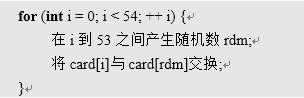 for (int i = 0; i < 54; ++ i) {
在 i 到 53 之间产生随机数 rdm;
将 card[i]与 card[rdm]交换;
}